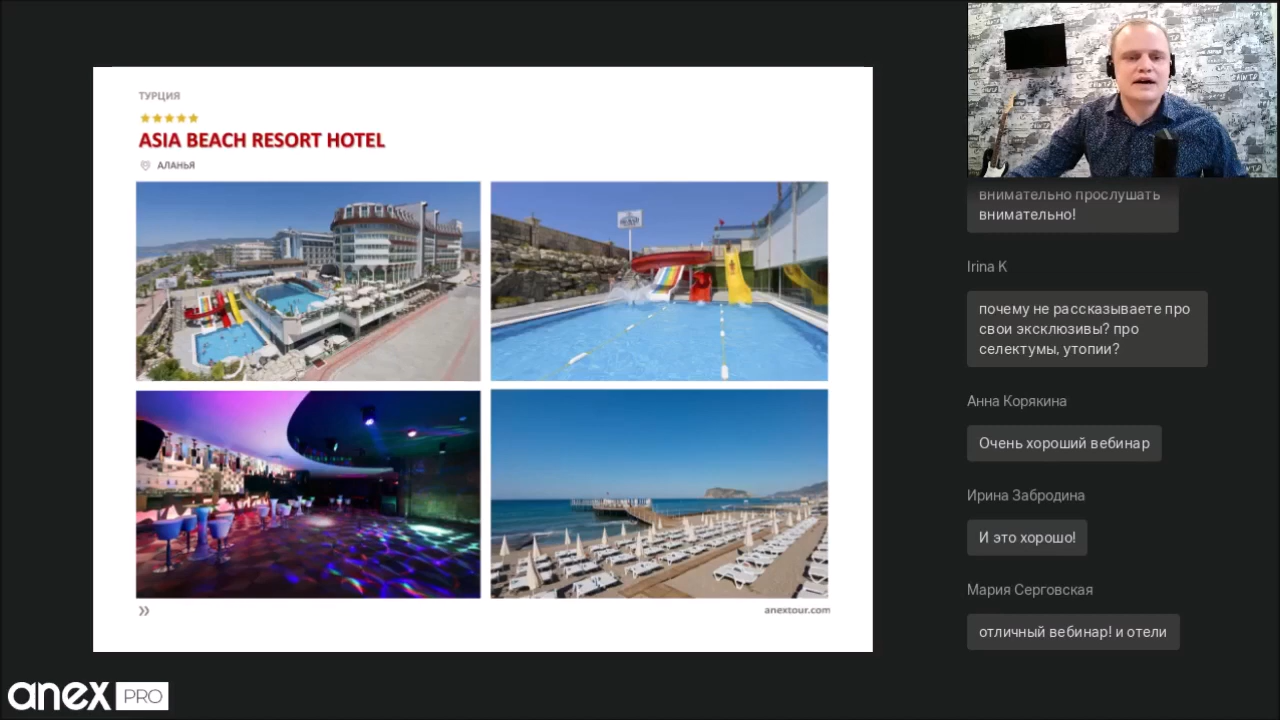 ТУРЦИЯ
ASIA BEACH RESORT HOTEL
АЛАНЬЯ
anextour.com
anex PRO
внимательно прослушать
внимательно!
Irina K
почему не рассказываете про
свои эксклюзивы? про
селектумы, утопии?
Анна Корякина
Очень хороший вебинар
Ирина Забродина
И это хорошо!
Мария Серговская
отличный вебинар! и отели